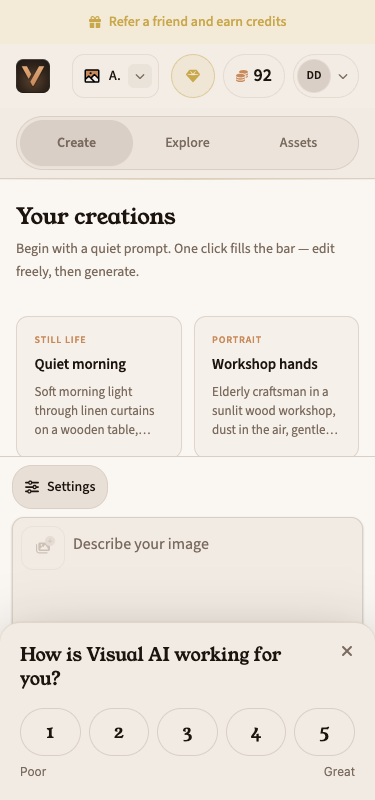 Refer a friend and earn credits
A.
92
DD
Create
Explore
Assets
Your creations
Begin with a quiet prompt. One click fills the bar — edit
freely, then generate.
STILL LIFE
Quiet morning
Soft morning light
through linen curtains
on a wooden table,…
PORTRAIT
Workshop hands
Elderly craftsman in a
sunlit wood workshop,
dust in the air, gentle…
Settings
Describe your image
How is Visual AI working for
you?
1
2
3
4
5
Poor
Great